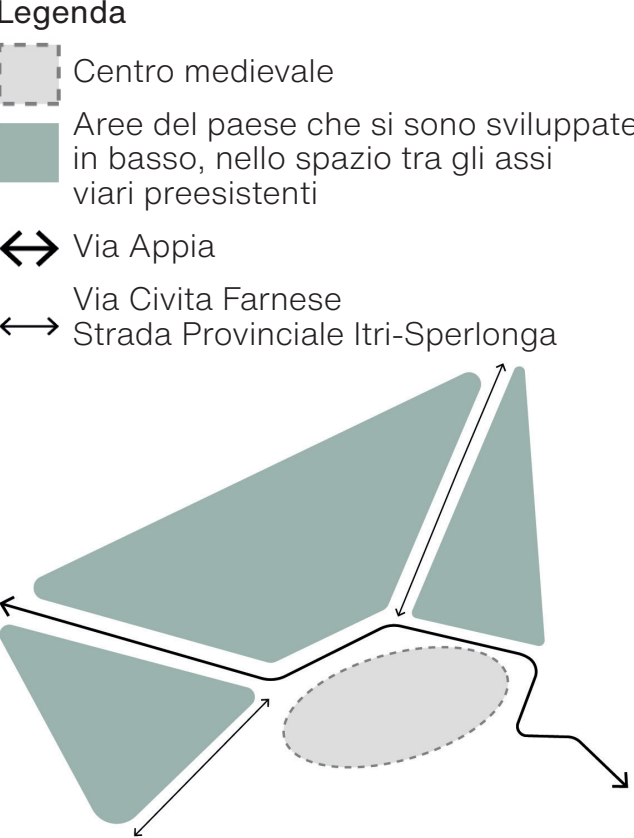 Legenda
Centro medievale
Aree del paese che si sono sviluppate
in basso, nello spazio tra gli assi
viari preesistenti
Via Appia
Via Civita Farnese
Strada Provinciale Itri-Sperlonga